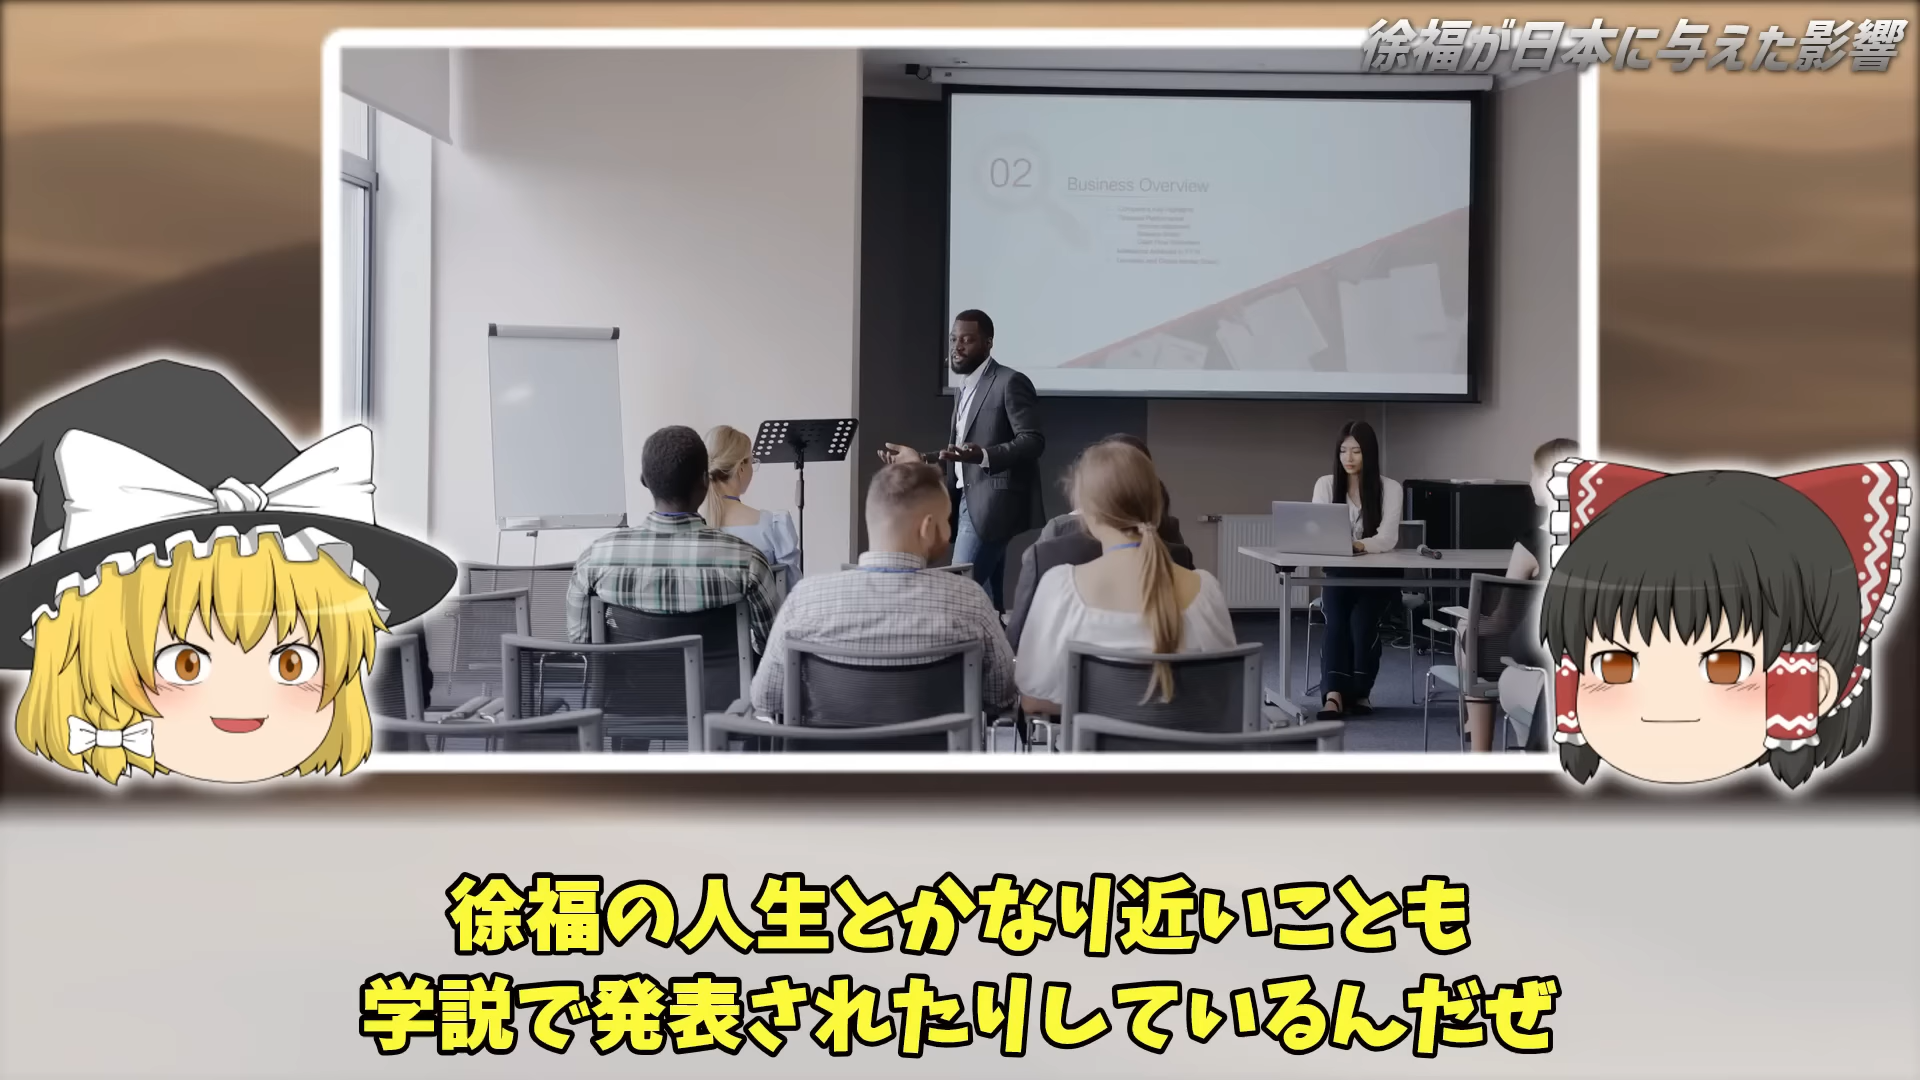 徐福が日本に与えた影響
02
Business Overview
徐福の人生とかなり近いことも
学説で発表されたりしているんだぜ